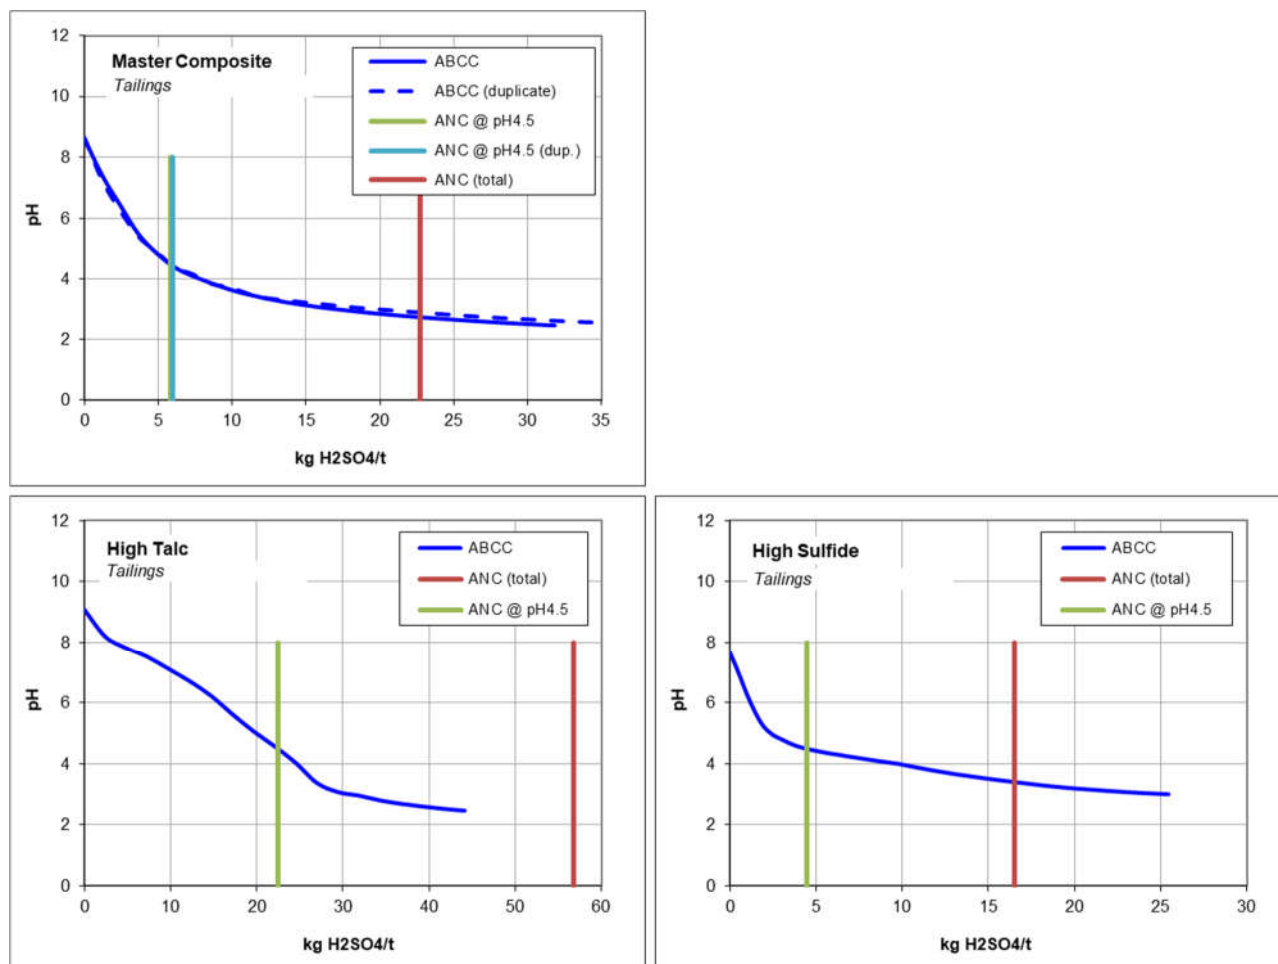 Master Composite
Tailings
ABCC
ABCC (duplicate)
ANC @ pH4.5
ANC @ pH4.5 (dup.)
ANC (total)
12
10
8
6
4
2
0
pH
0 5 10 15 20 25 30 35
kg H2SO4/t
High Talc
Tailings
ABCC
ANC (total)
ANC @ pH4.5
12
10
8
6
4
2
0
pH
0 10 20 30 40 50 60
kg H2SO4/t
High Sulfide
Tailings
ABCC
ANC (total)
ANC @ pH4.5
12
10
8
6
4
2
0
pH
0 5 10 15 20 25 30
kg H2SO4/t